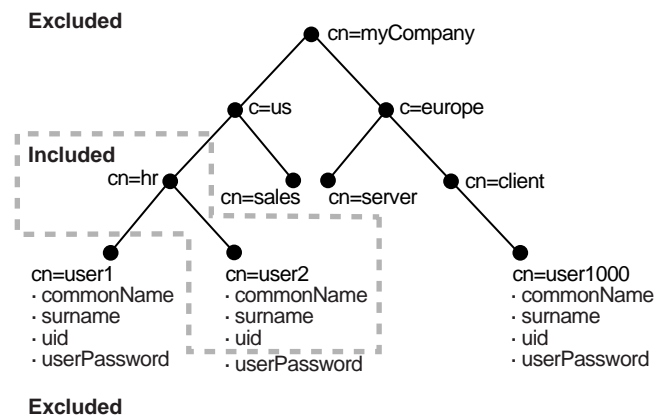 Excluded
cn=myCompany
c=us
c=europe
Included
cn=hr
cn=sales
cn=server
cn=client
cn=user1
· commonName
· surname
· uid
· userPassword
cn=user2
· commonName
· surname
· uid
· userPassword
cn=user1000
· commonName
· surname
· uid
· userPassword
Excluded